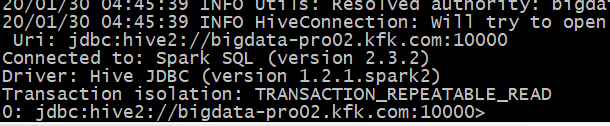 20/01/30 04:45:39 INFO Utils: Resolved authority: bigda
20/01/30 04:45:39 INFO HiveConnection: Will try to open
Uri: jdbc:hive2://bigdata-pro02.kfk.com:10000
Connected to: Spark SQL (version 2.3.2)
Driver: Hive JDBC (version 1.2.1.spark2)
Transaction isolation: TRANSACTION_REPEATABLE_READ
0: jdbc:hive2://bigdata-pro02.kfk.com:10000>